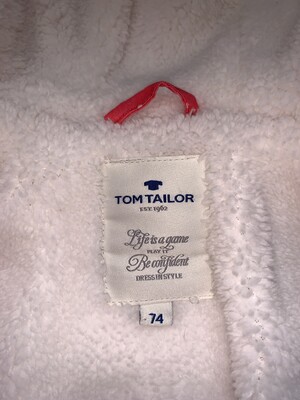 TOM TAILOR
EST. 1962
Life is a game
PLAY IT
Be confident
DRESS IN STYLE
74